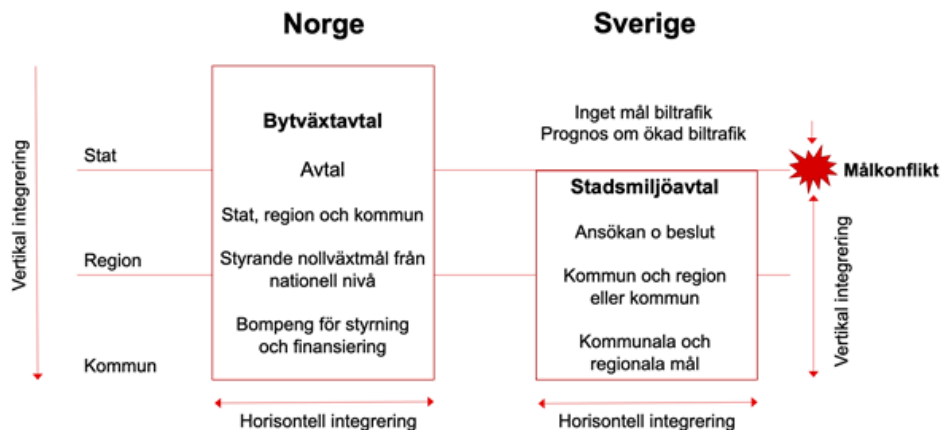 Norge
Sverige
Vertikal integrering
Stat
Region
Kommun
Bytväxtavtal
Avtal
Stat, region och kommun
Styrande nollväxtmål från
nationell nivå
Bompeng för styrning
och finansiering
Horisontell integrering
Inget mål biltrafik
Prognos om ökad biltrafik
Stadsmiljöavtal
Ansökan o beslut
Kommun och region
eller kommun
Kommunala och
regionala mål
Horisontell integrering
Målkonflikt
Vertikal integrering